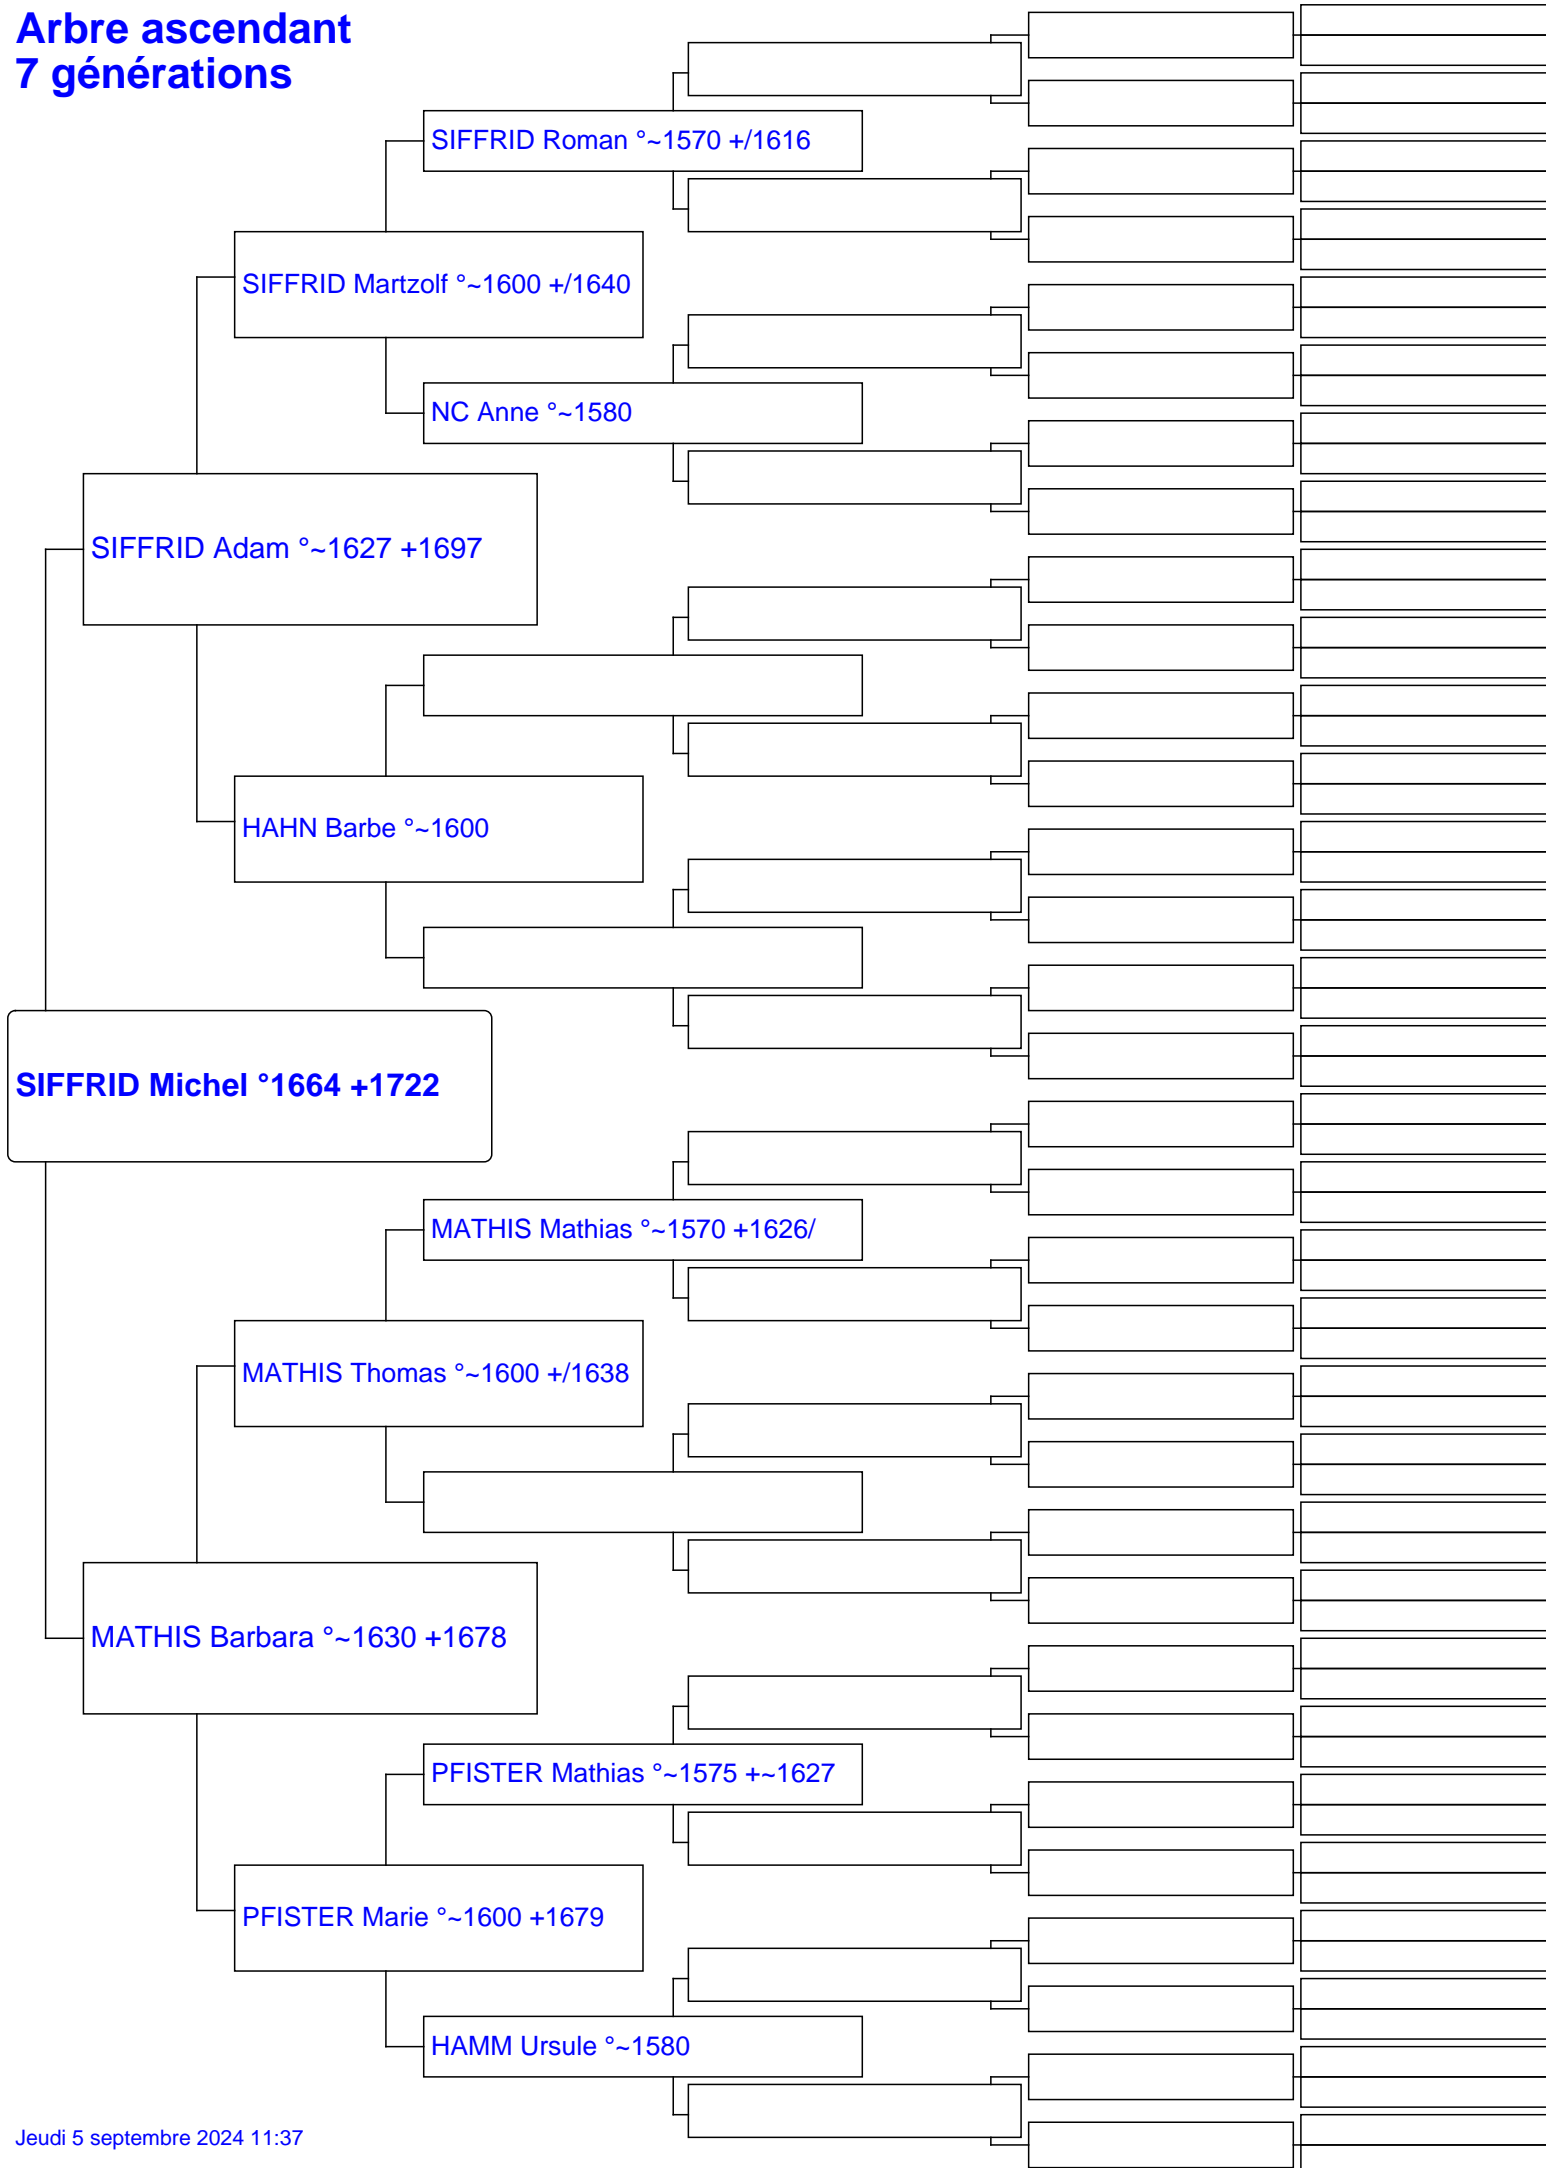 Arbre ascendant
7 générations
SIFFRID Roman °~1570 +/1616
SIFFRID Martzolf °~1600 +/1640
NC Anne °~1580
SIFFRID Adam °~1627 +1697
HAHN Barbe °~1600
SIFFRID Michel °1664 +1722
MATHIS Mathias °~1570 +1626/
MATHIS Thomas °~1600 +/1638
MATHIS Barbara °~1630 +1678
PFISTER Mathias °~1575 +~1627
PFISTER Marie °~1600 +1679
HAMM Ursule °~1580
Jeudi 5 septembre 2024 11:37